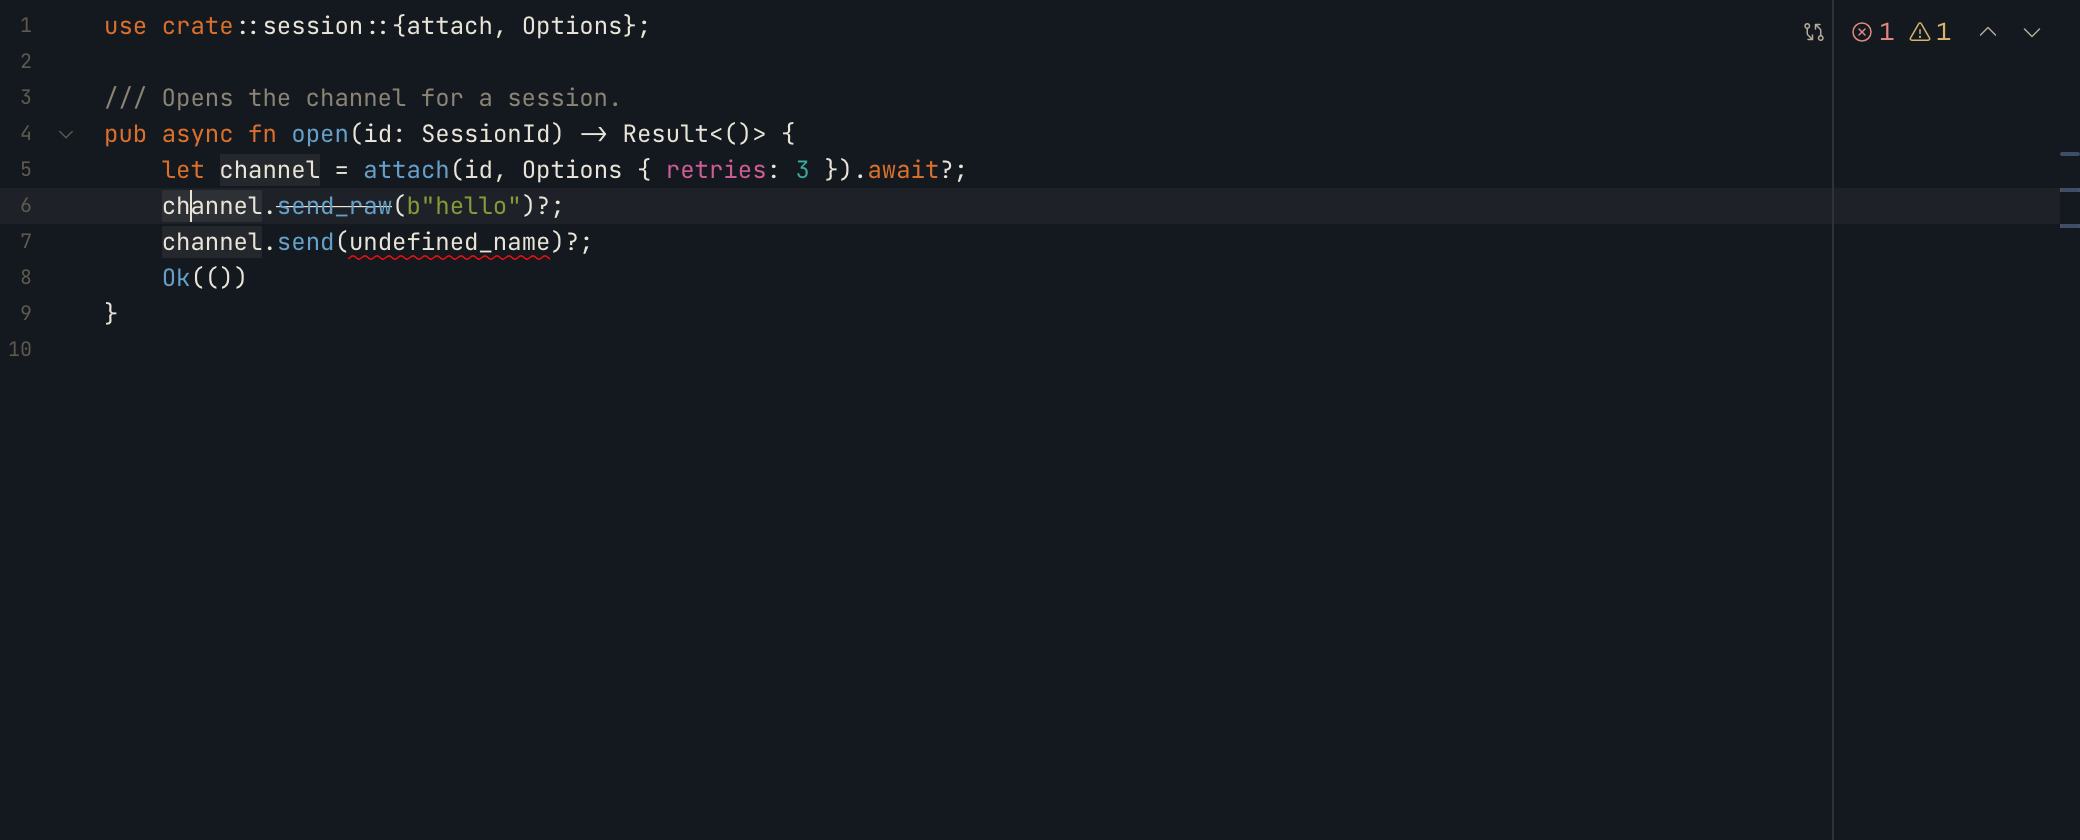 1 use crate::session::{attach, Options};
2
3 /// Opens the channel for a session.
4 pub async fn open(id: SessionId) -> Result<()> {
5 let channel = attach(id, Options { retries: 3 }).await?;
6 channel.send_raw(b"hello")?;
7 channel.send(undefined_name)?;
8 Ok(())
9 }
10
1 1